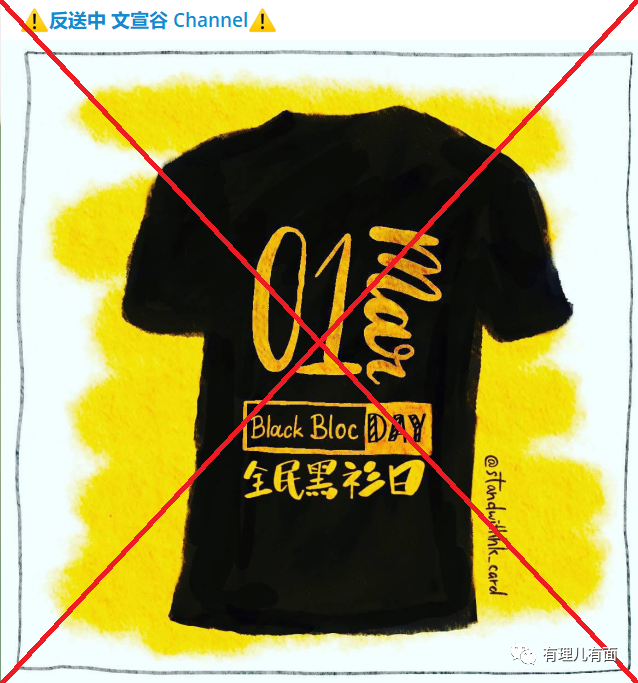 ⚠️反送中 文宣谷 Channel⚠️
01
Mar
Black Bloc DAY
全民黑衫日
@standwithhk_card
有理儿有面